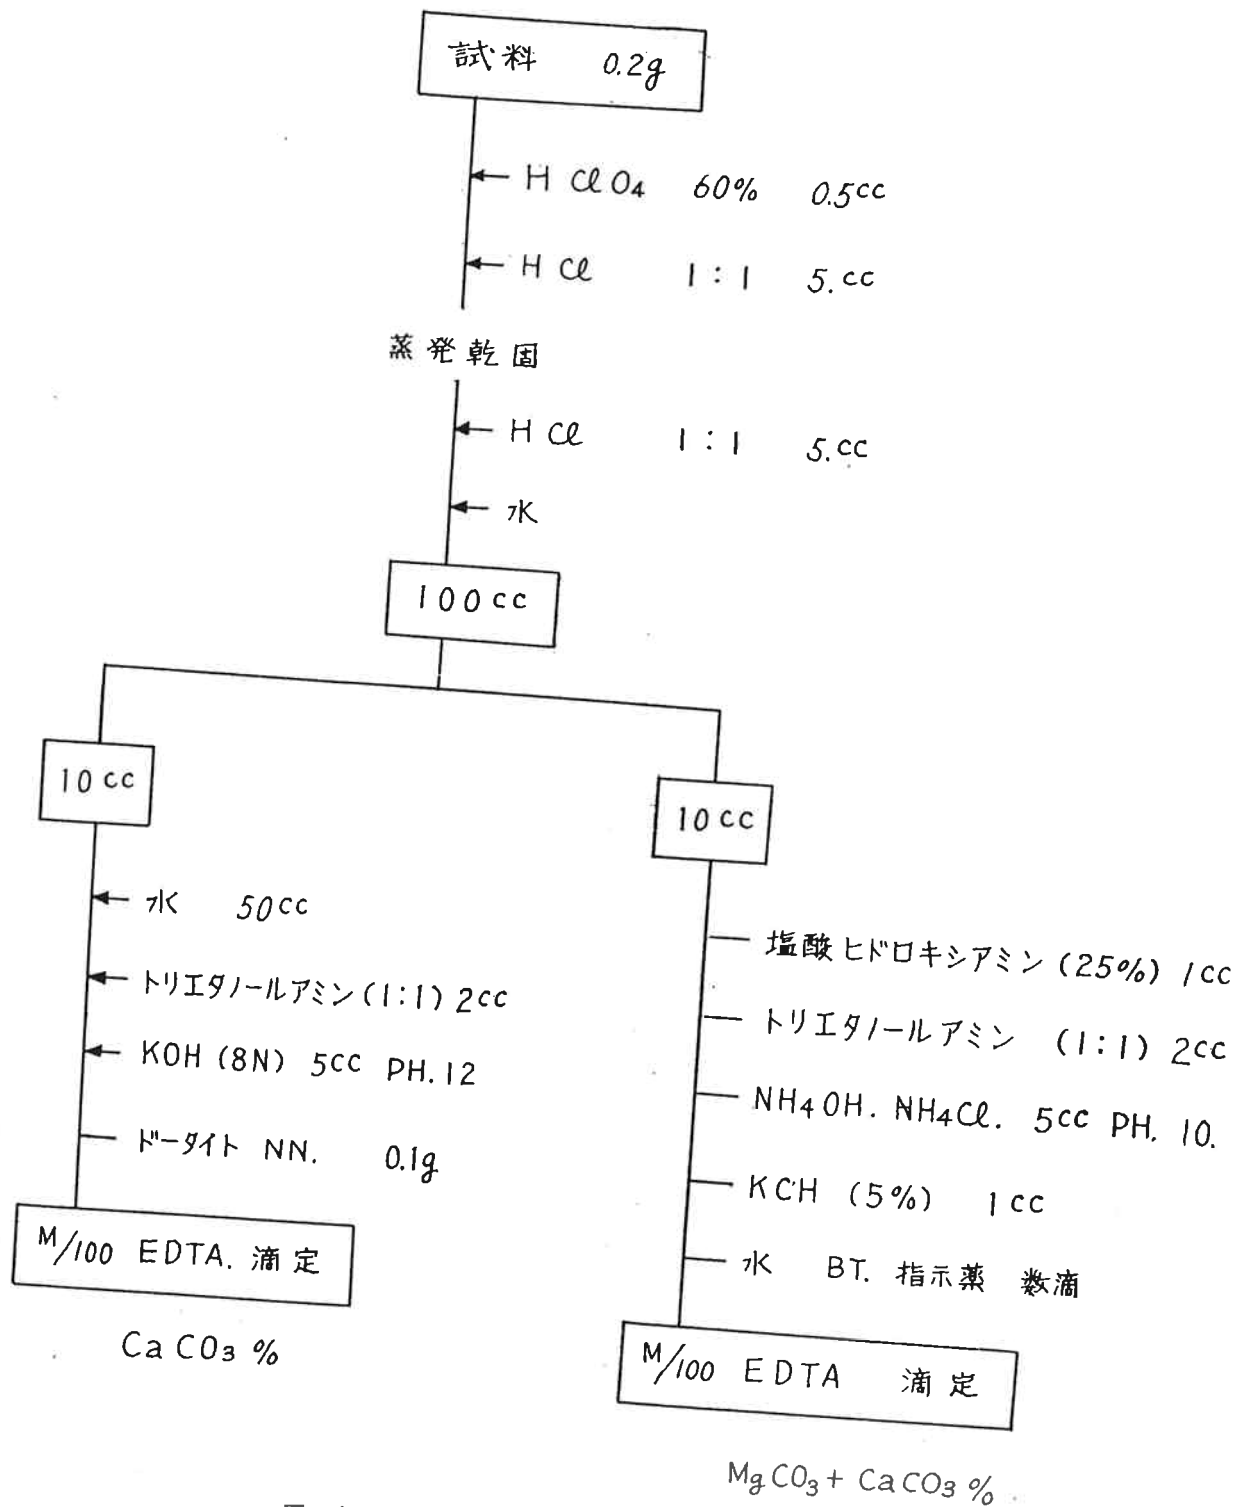 試料 0.2g
HClO4 60% 0.5cc
HCl 1:1 5.cc
蒸発乾固
HCl 1:1 5.cc
水
100cc
10cc
水 50cc
トリエタノールアミン(1:1) 2cc
KOH (8N) 5cc PH.12
ドータイト NN. 0.1g
M/100 EDTA. 滴定
CaCO3 %
10cc
塩酸ヒドロキシアミン(25%) 1cc
トリエタノールアミン (1:1) 2cc
NH4OH. NH4Cl. 5cc PH. 10.
KCH (5%) 1cc
水 BT. 指示薬 数滴
M/100 EDTA 滴定
MgCO3 + CaCO3 %